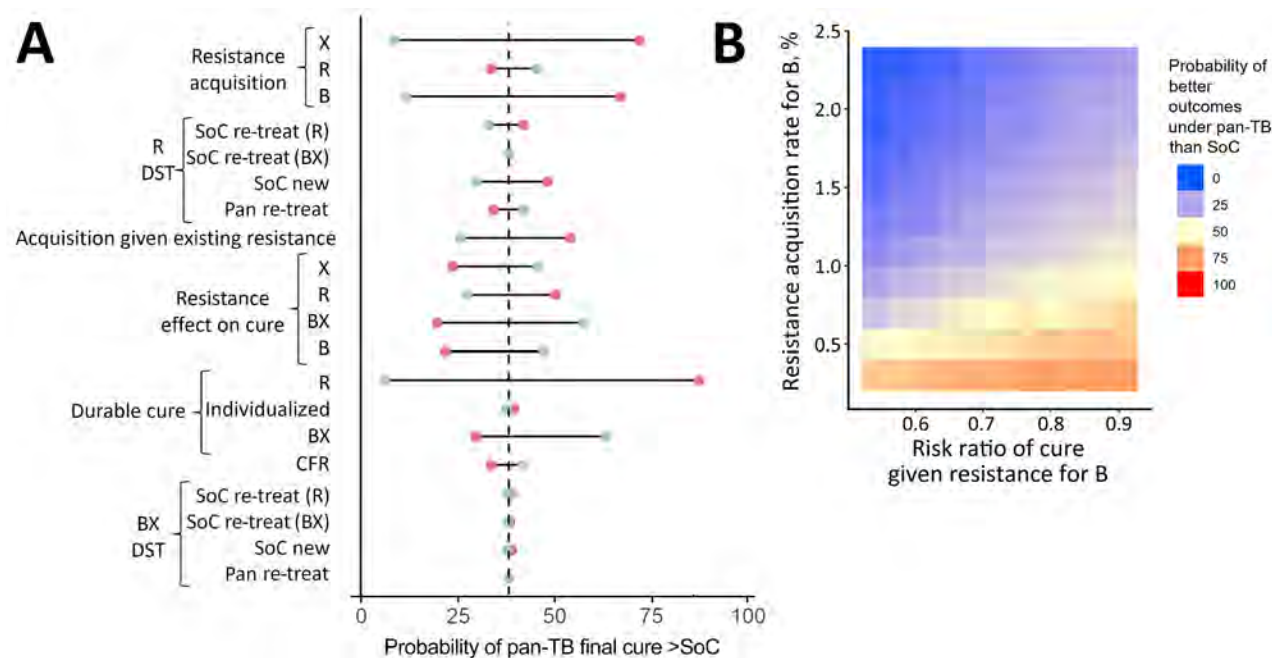 A
Resistance
acquisition
X
R
B
R
DST
SoC re-treat (R)
SoC re-treat (BX)
SoC new
Pan re-treat
Acquisition given existing resistance
Resistance
effect on cure
X
R
BX
B
Durable cure
R
Individualized
BX
CFR
BX
DST
SoC re-treat (R)
SoC re-treat (BX)
SoC new
Pan re-treat
0 25 50 75 100
Probability of pan-TB final cure >SoC
B
Resistance acquisition rate for B, %
2.5
2.0
1.5
1.0
0.5
0.6 0.7 0.8 0.9
Risk ratio of cure
given resistance for B
Probability of
better
outcomes
under pan-TB
than SoC
0
25
50
75
100